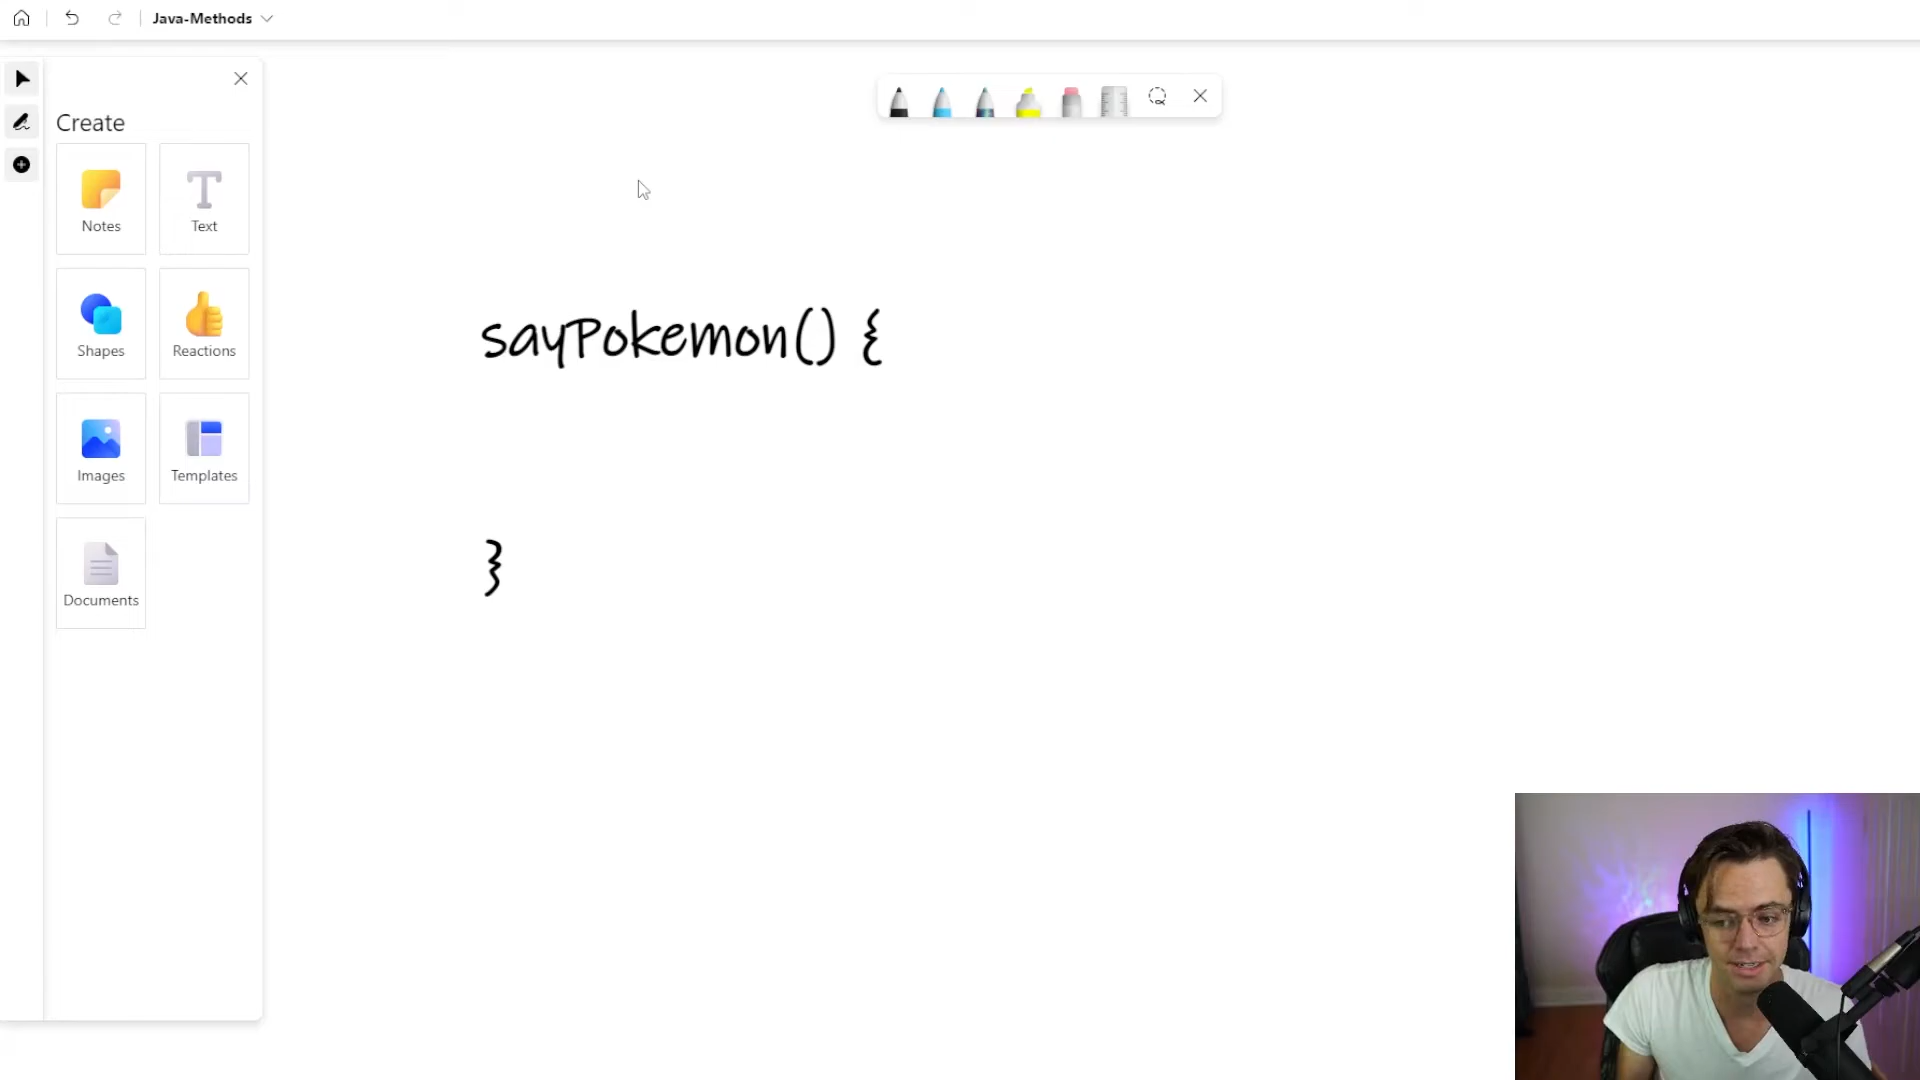 Java-Methods
Create
Notes
Text
Shapes
Reactions
Images
Templates
Documents
sayPokemon() {
}